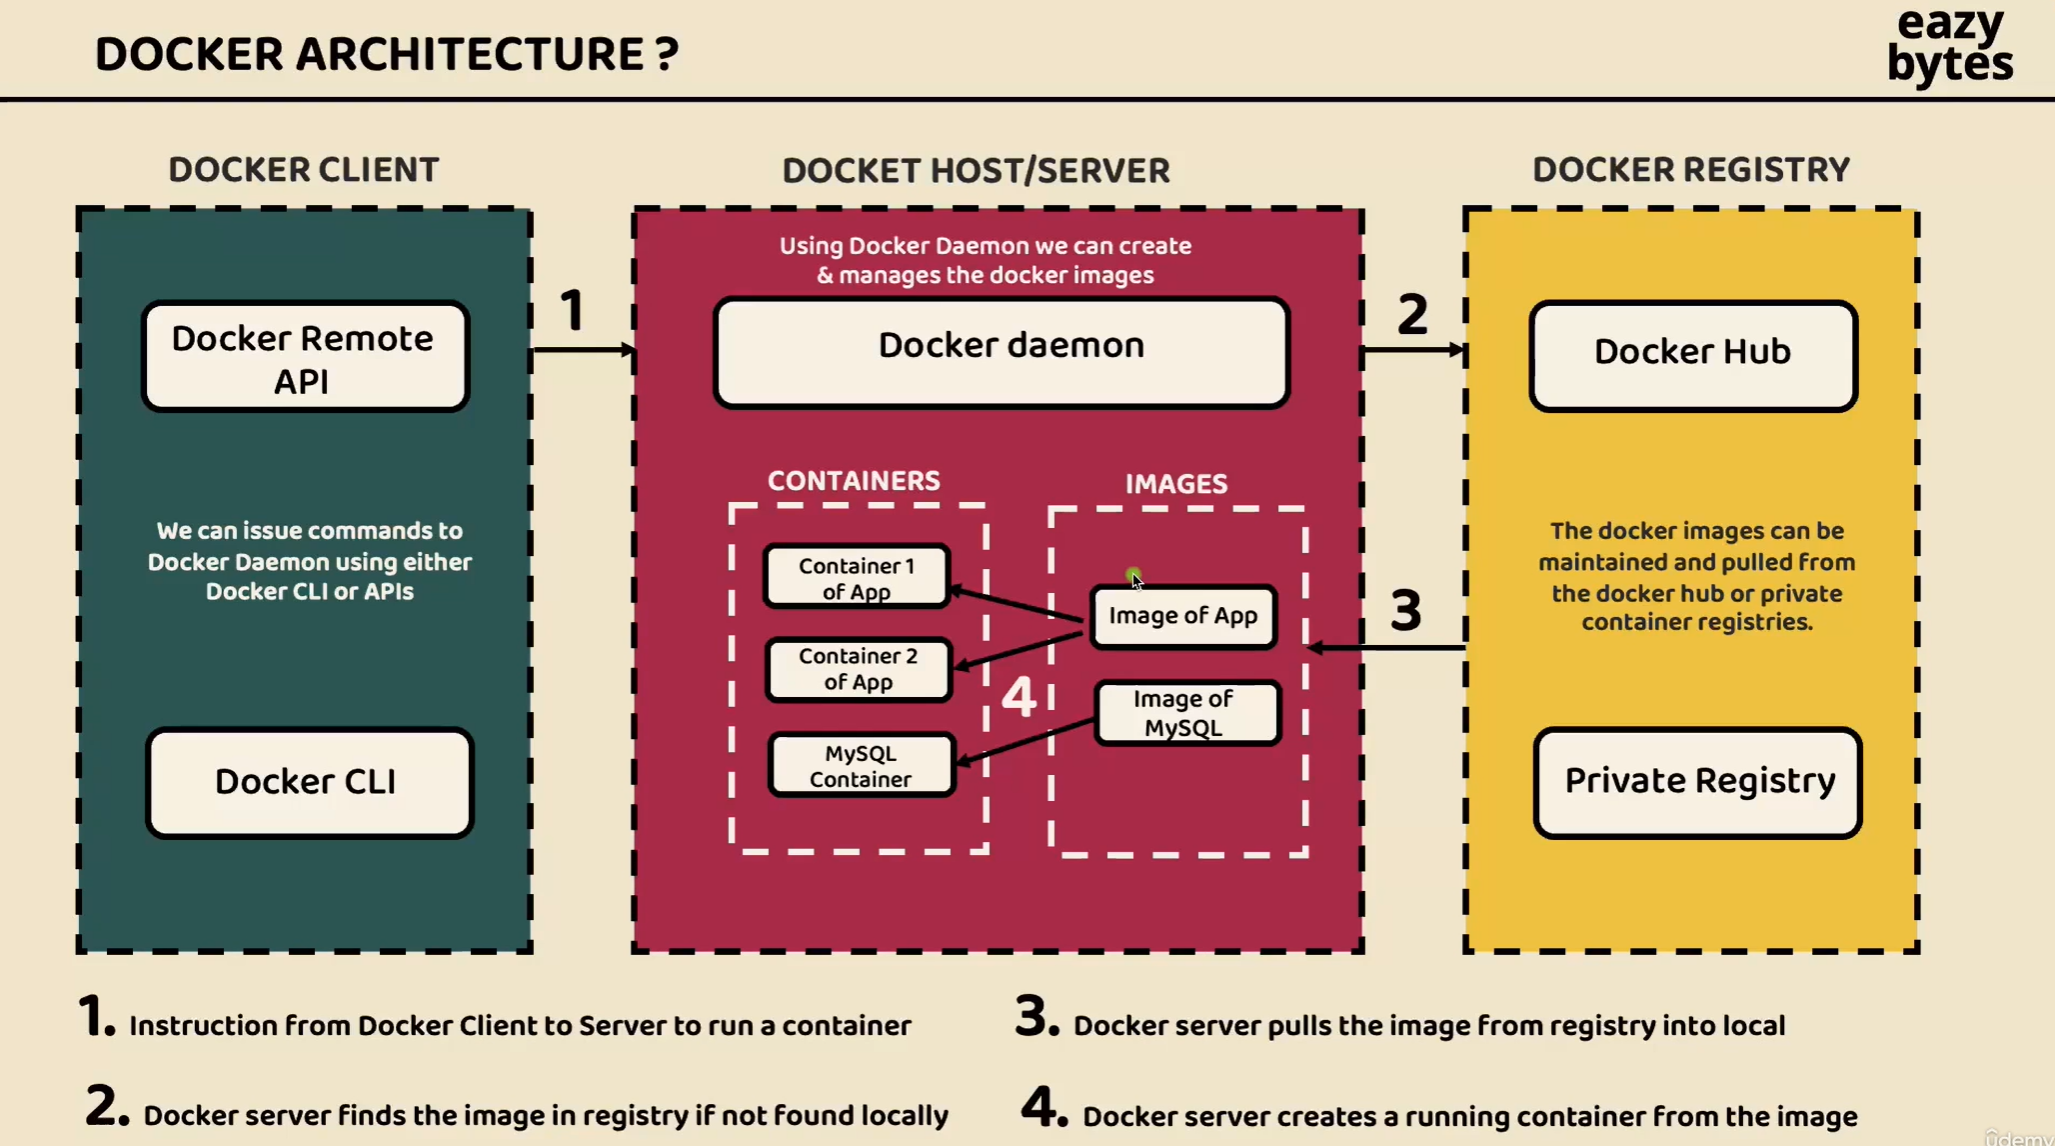 DOCKER ARCHITECTURE ?
eazy
bytes
DOCKER CLIENT
Docker Remote
API
We can issue commands to
Docker Daemon using either
Docker CLI or APIs
Docker CLI
1
DOCKET HOST/SERVER
Using Docker Daemon we can create
& manages the docker images
Docker daemon
CONTAINERS
Container 1
of App
Container 2
of App
MySQL
Container
4
IMAGES
Image of App
Image of
MySQL
2
3
DOCKER REGISTRY
Docker Hub
The docker images can be
maintained and pulled from
the docker hub or private
container registries.
Private Registry
1. Instruction from Docker Client to Server to run a container
2. Docker server finds the image in registry if not found locally
3. Docker server pulls the image from registry into local
4. Docker server creates a running container from the image
ûdemy